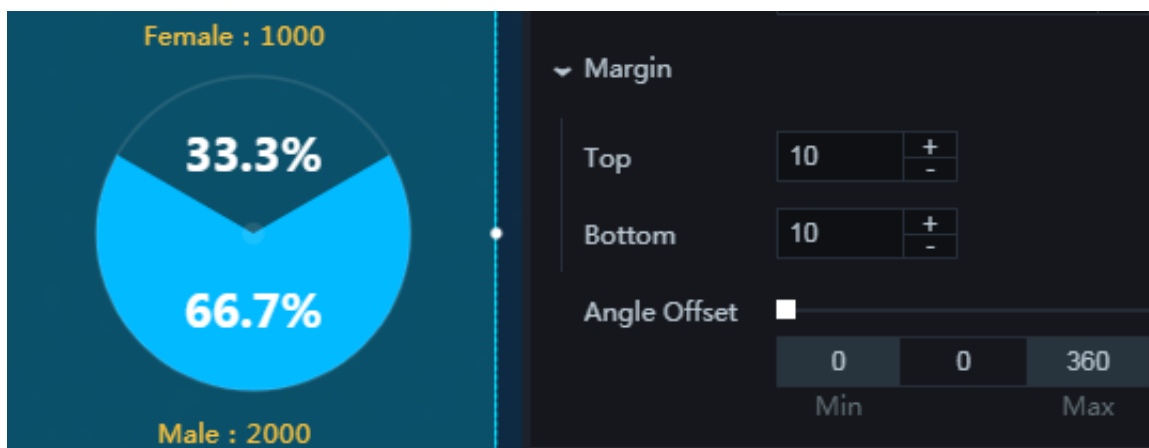 Female : 1000
33.3%
66.7%
Male : 2000
Margin
Top 10 + -
Bottom 10 + -
Angle Offset
0 0 360
Min Max